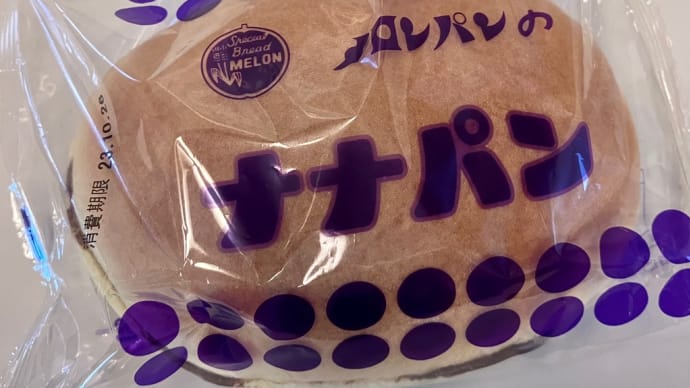 Special
Bread
MELON
メロンパンの
ナナパン
消費期限 23.10.26